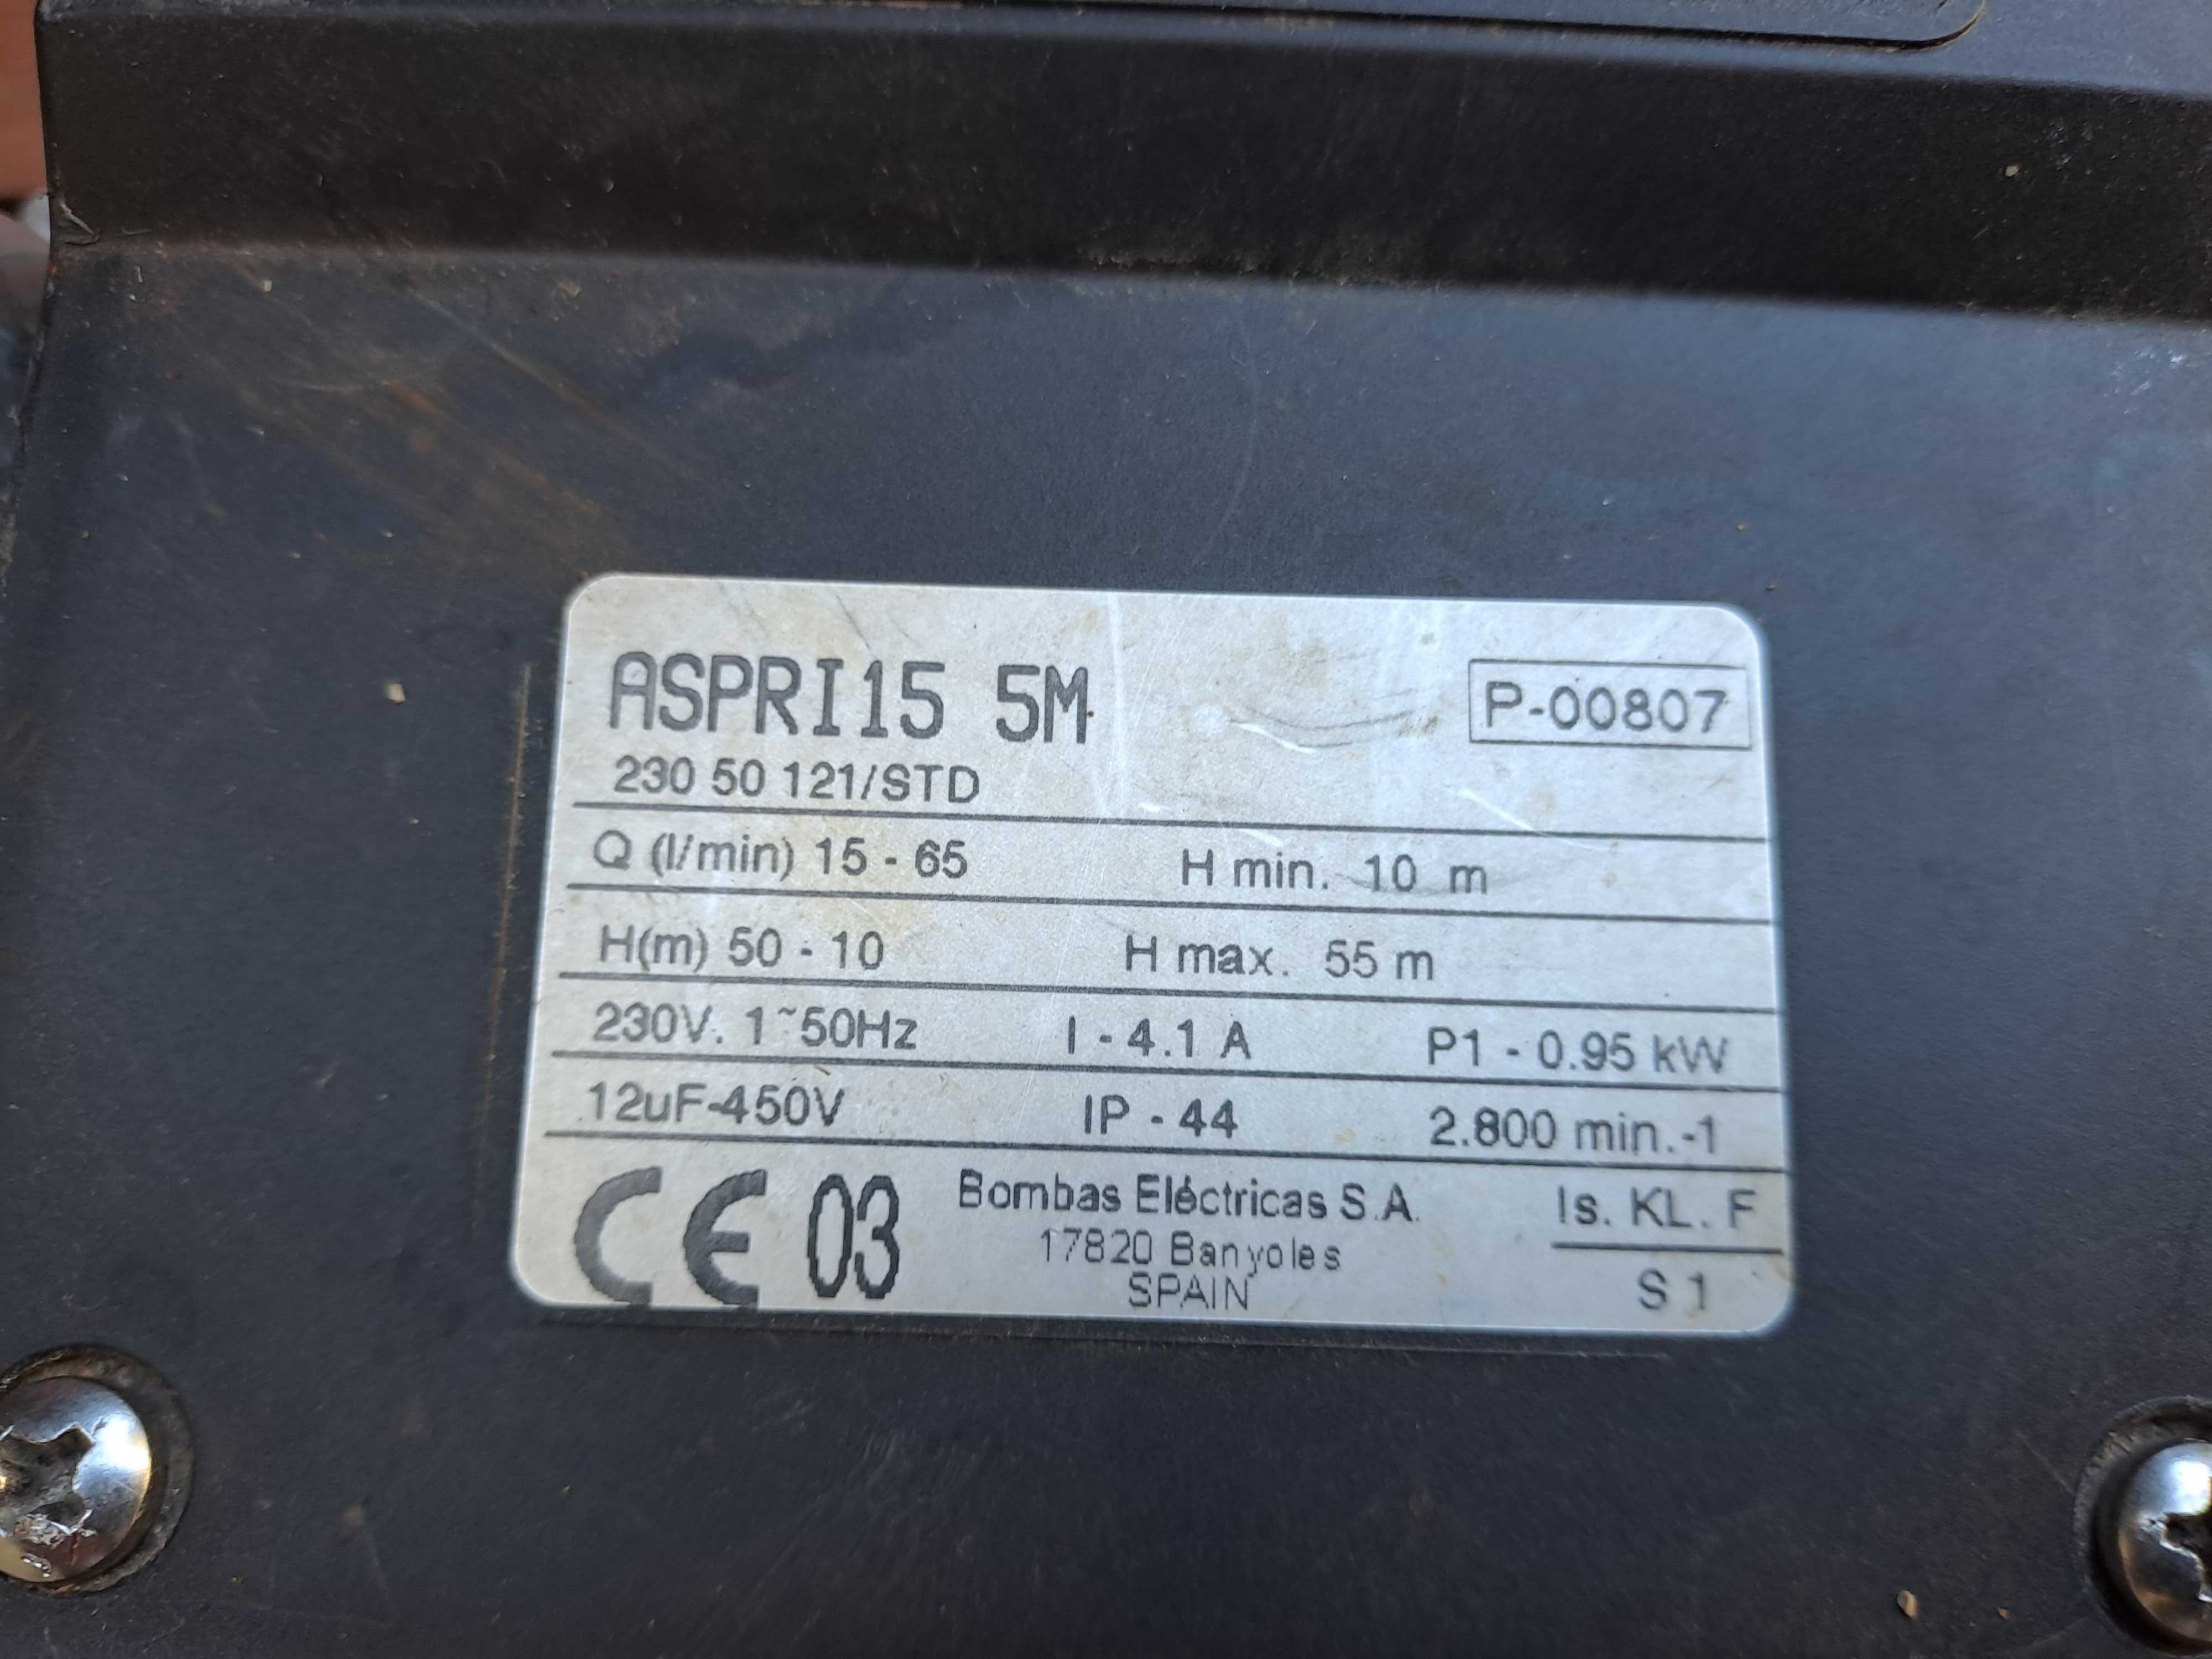 ASPRI15 5M P-00807
230 50 121/STD
Q (l/min) 15 - 65 H min. 10 m
H(m) 50 - 10 H max. 55 m
230V. 1~50Hz I - 4.1 A P1 - 0.95 kW
12uF-450V IP - 44 2.800 min.-1
CE 03 Bombas Eléctricas S.A. Is. KL. F
17820 Banyoles
SPAIN S 1